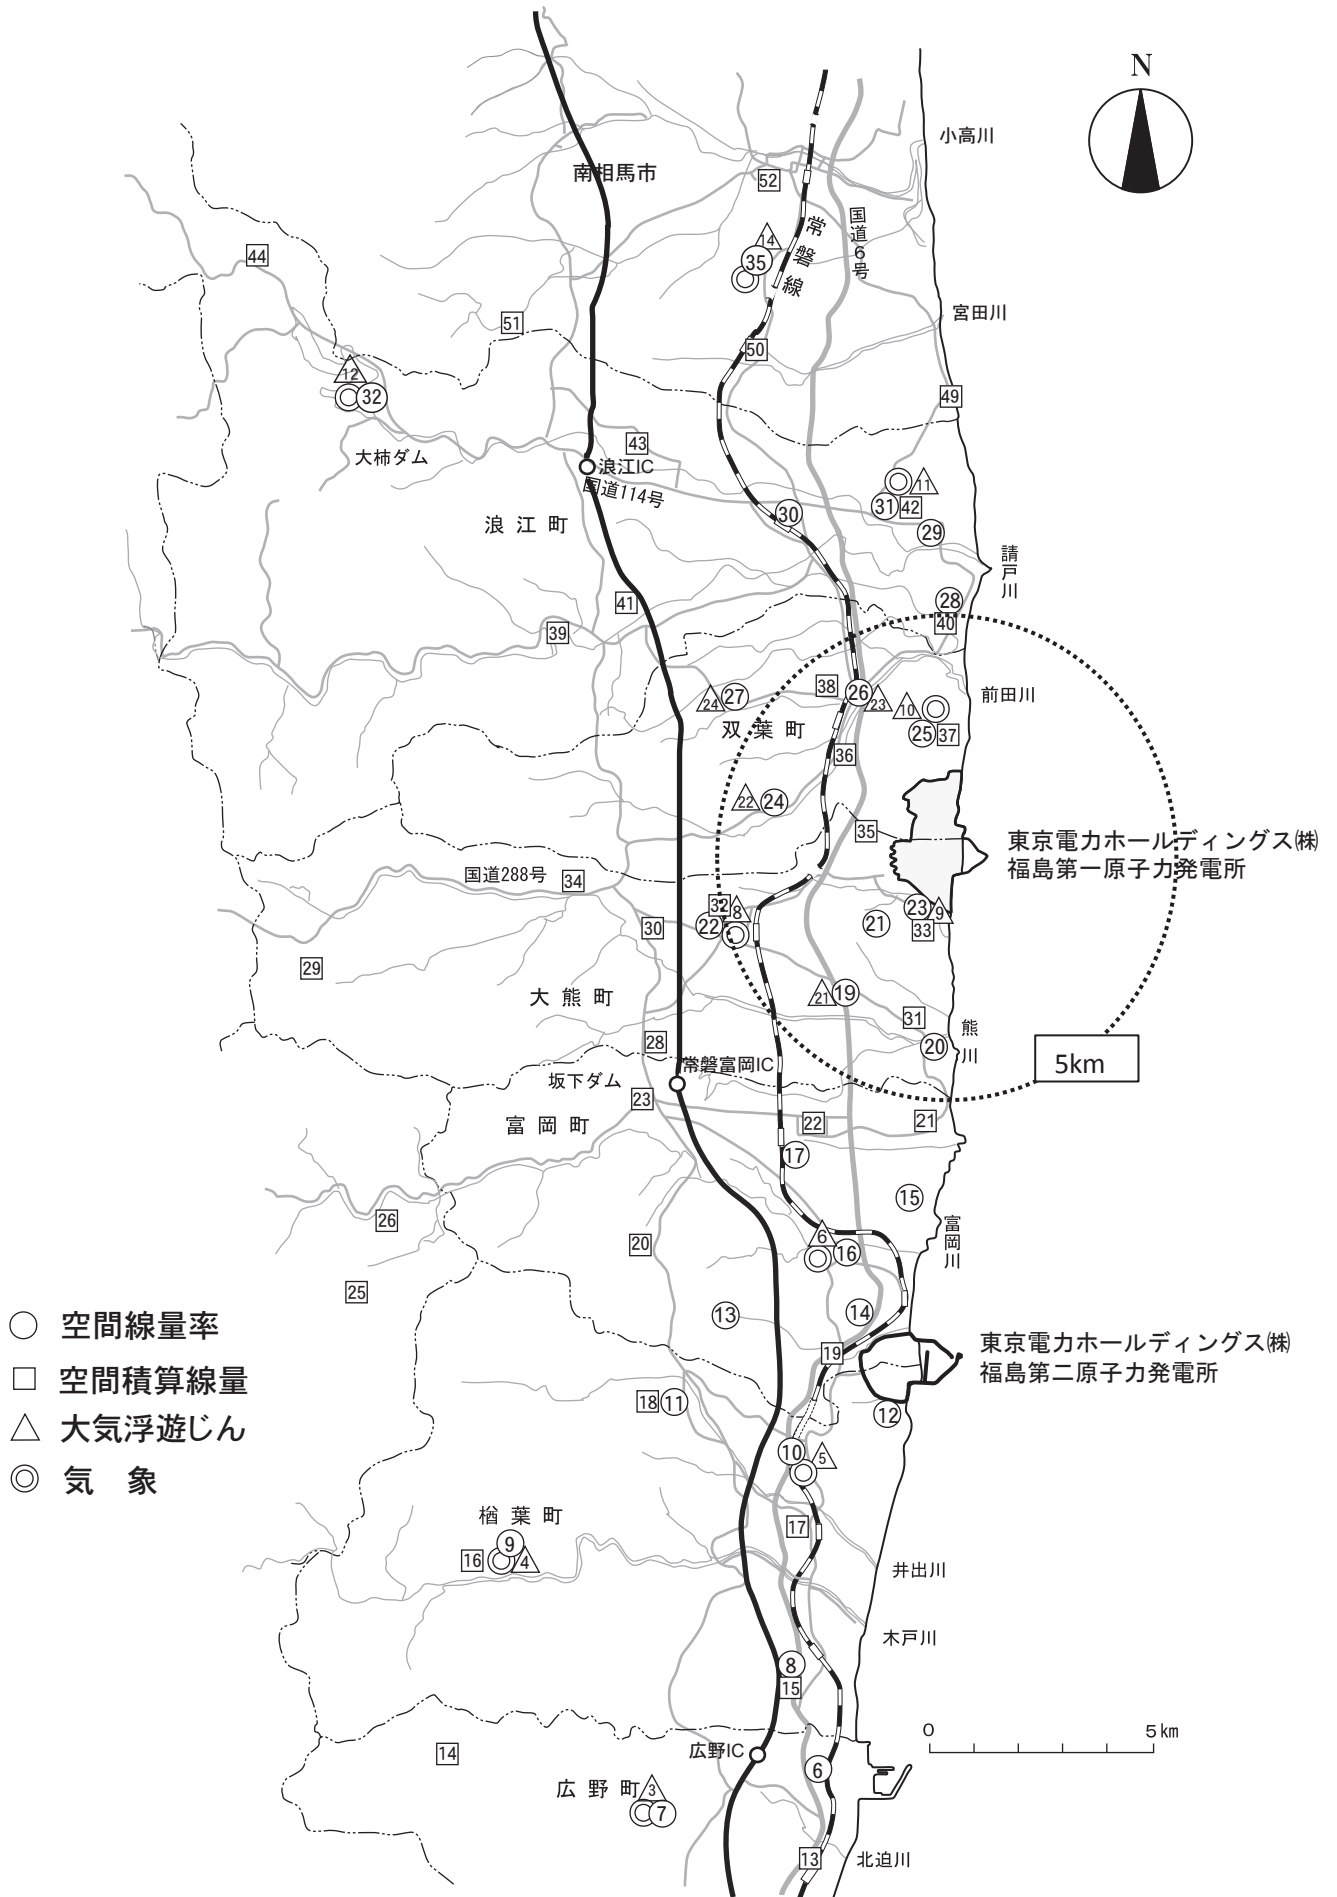 N
小高川
南相馬市
52
国道6号
14
常磐線
44
35
宮田川
51
50
12
32
49
43
大柿ダム
浪江IC
11
国道114号
31
42
30
浪江町
29
請戸川
28
41
40
39
38
26
27
24
23
10
前田川
双葉町
25
37
36
22
24
35
東京電力ホールディングス㈱
福島第一原子力発電所
国道288号
34
32
8
23
9
22
21
33
30
29
21
19
大熊町
31
熊川
20
28
常磐富岡IC
5km
坂下ダム
23
富岡町
22
21
17
15
26
富岡川
20
6
16
25
13
14
○ 空間線量率
19
東京電力ホールディングス㈱
福島第二原子力発電所
□ 空間積算線量
18
11
12
△ 大気浮遊じん
10
5
◎ 気 象
楢葉町
17
9
16
4
井出川
木戸川
8
15
0
5km
広野IC
14
6
広野町
3
7
13
北迫川